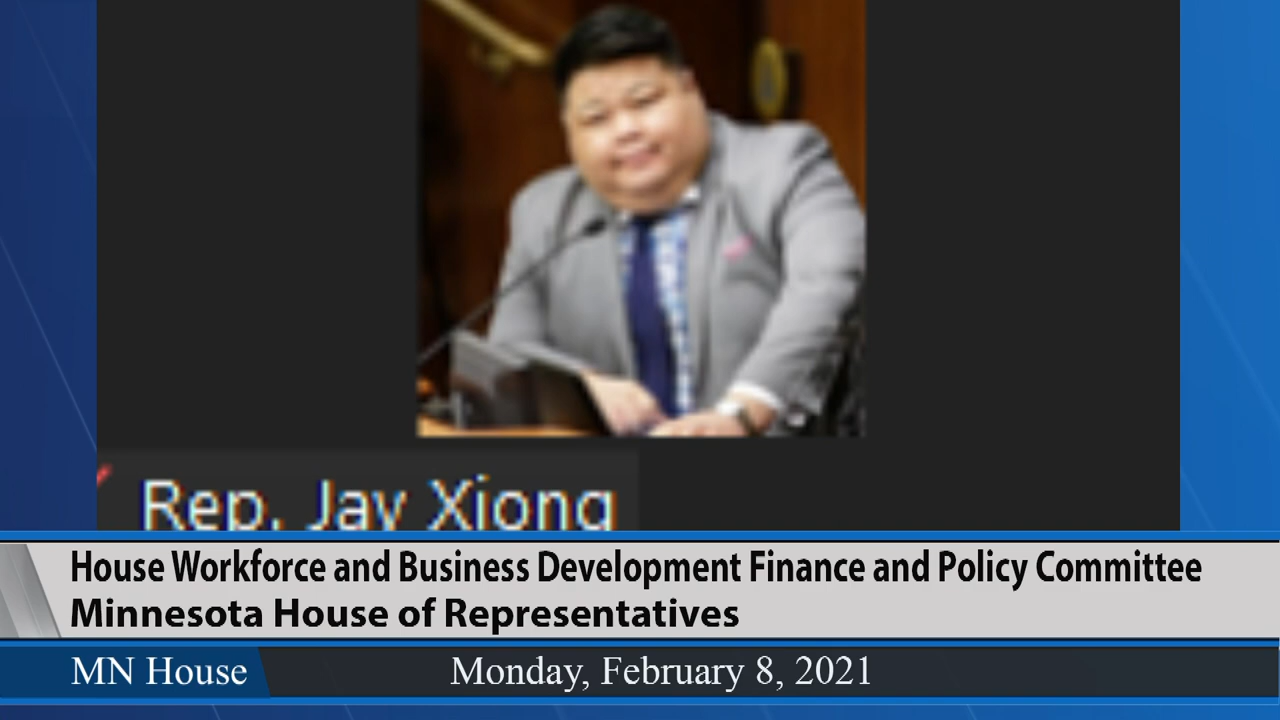 Rep. Jay Xiong
House Workforce and Business Development Finance and Policy Committee
Minnesota House of Representatives
MN House
Monday, February 8, 2021